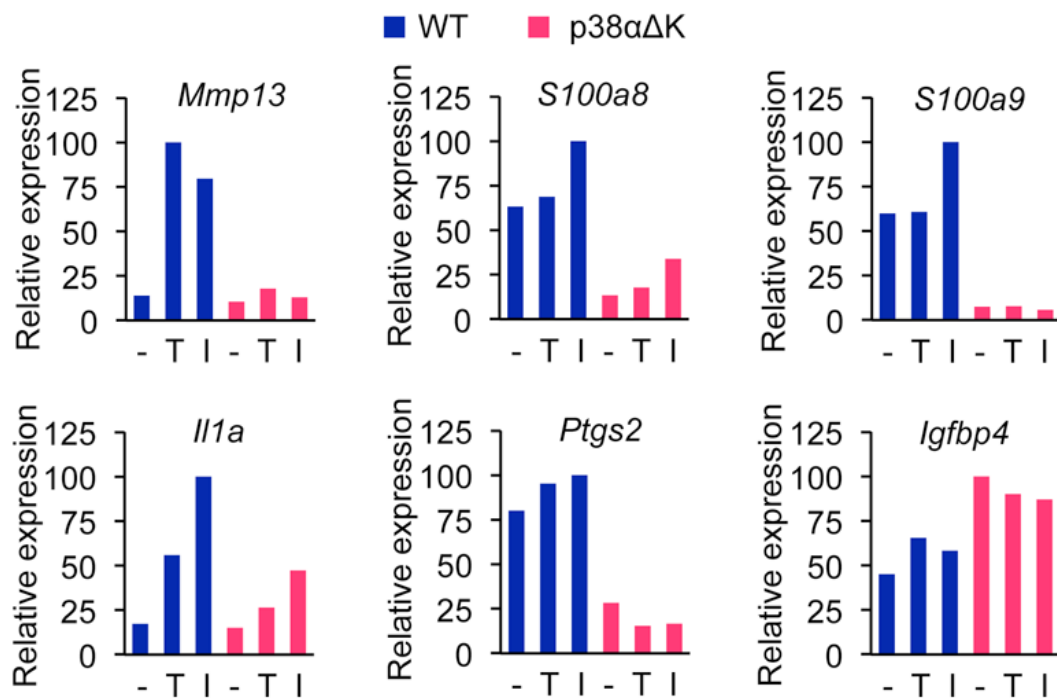 WT p38αΔK
Mmp13 S100a8 S100a9
Relative expression Relative expression Relative expression
125 125 125
100 100 100
75 75 75
50 50 50
25 25 25
0 0 0
- T I - T I - T I - T I - T I - T I
Il1a Ptgs2 Igfbp4
Relative expression Relative expression Relative expression
125 125 125
100 100 100
75 75 75
50 50 50
25 25 25
0 0 0
- T I - T I - T I - T I - T I - T I